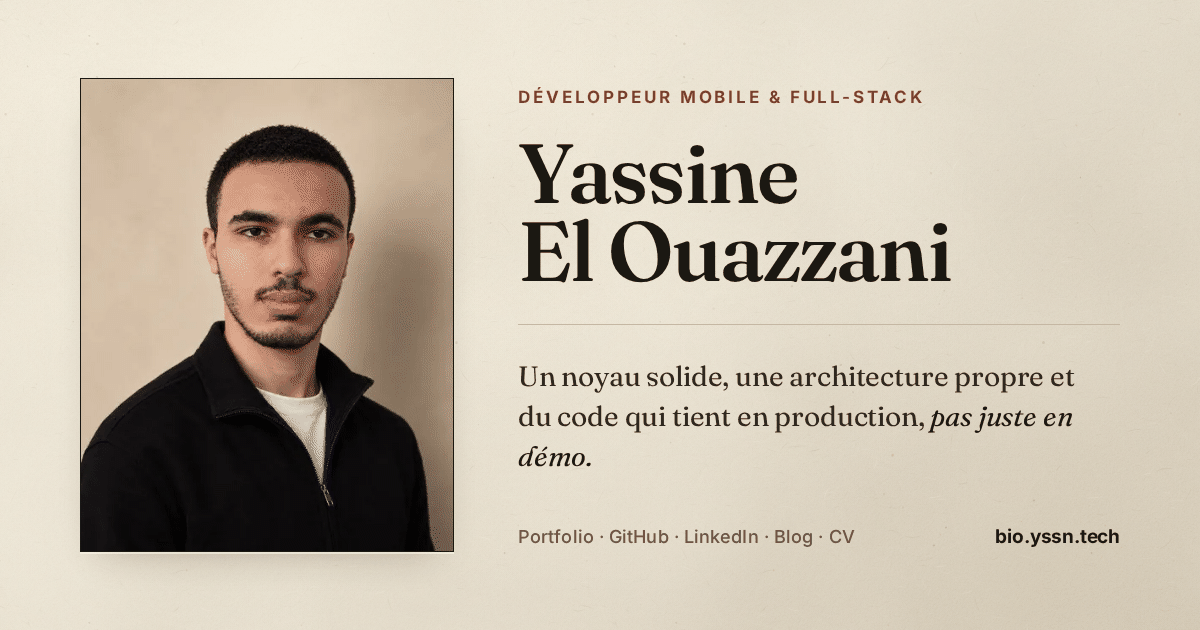 DÉVELOPPEUR MOBILE & FULL-STACK
Yassine
El Ouazzani
Un noyau solide, une architecture propre et
du code qui tient en production, pas juste en
démo.
Portfolio · GitHub · LinkedIn · Blog · CV
bio.yssn.tech